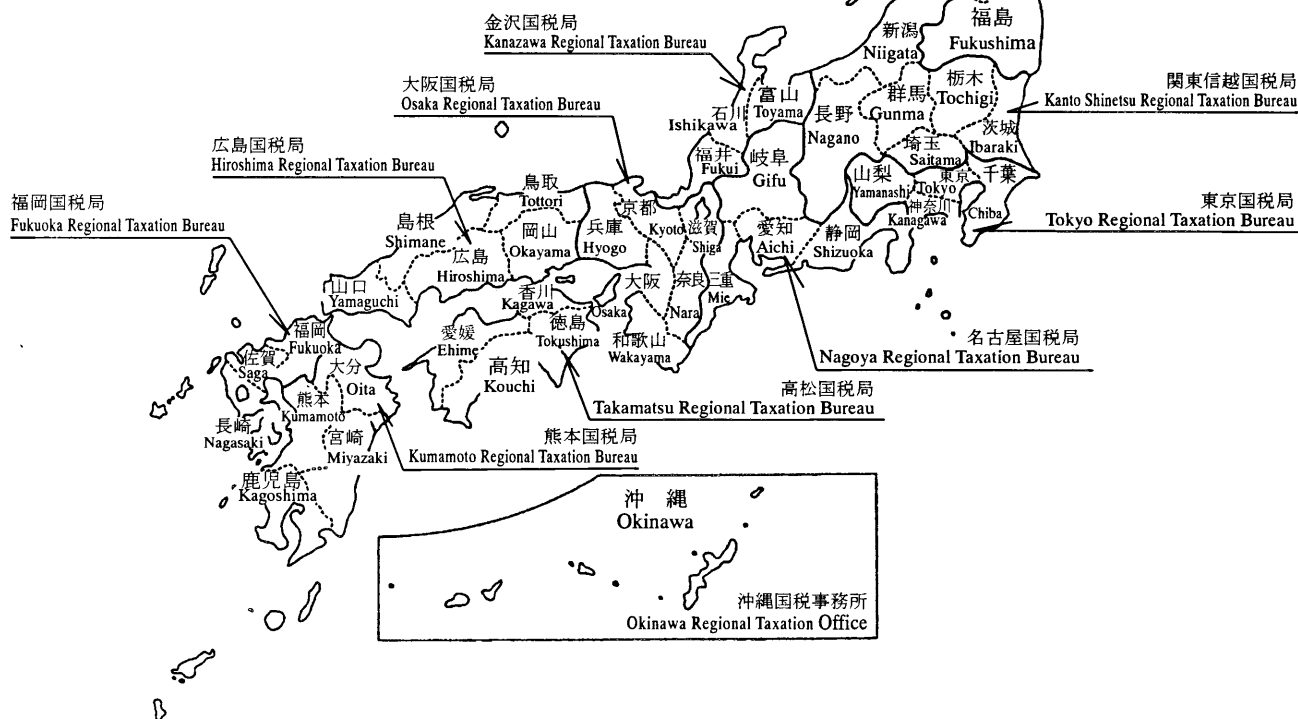 金沢国税局
Kanazawa Regional Taxation Bureau
新潟
Niigata
福島
Fukushima
大阪国税局
Osaka Regional Taxation Bureau
関東信越国税局
Kanto Shinetsu Regional Taxation Bureau
栃木
Tochigi
群馬
Gunma
富山
Toyama
石川
Ishikawa
長野
Nagano
茨城
Ibaraki
広島国税局
Hiroshima Regional Taxation Bureau
福井
Fukui
岐阜
Gifu
埼玉
Saitama
山梨
Yamanashi
東京
Tokyo
千葉
Chiba
神奈川
Kanagawa
福岡国税局
Fukuoka Regional Taxation Bureau
東京国税局
Tokyo Regional Taxation Bureau
鳥取
Tottori
島根
Shimane
岡山
Okayama
兵庫
Hyogo
京都
Kyoto
滋賀
Shiga
愛知
Aichi
静岡
Shizuoka
広島
Hiroshima
山口
Yamaguchi
香川
Kagawa
大阪
Osaka
奈良
Nara
三重
Mie
徳島
Tokushima
和歌山
Wakayama
愛媛
Ehime
高知
Kouchi
名古屋国税局
Nagoya Regional Taxation Bureau
福岡
Fukuoka
佐賀
Saga
大分
Oita
熊本
Kumamoto
高松国税局
Takamatsu Regional Taxation Bureau
長崎
Nagasaki
宮崎
Miyazaki
熊本国税局
Kumamoto Regional Taxation Bureau
鹿児島
Kagoshima
沖縄
Okinawa
沖縄国税事務所
Okinawa Regional Taxation Office